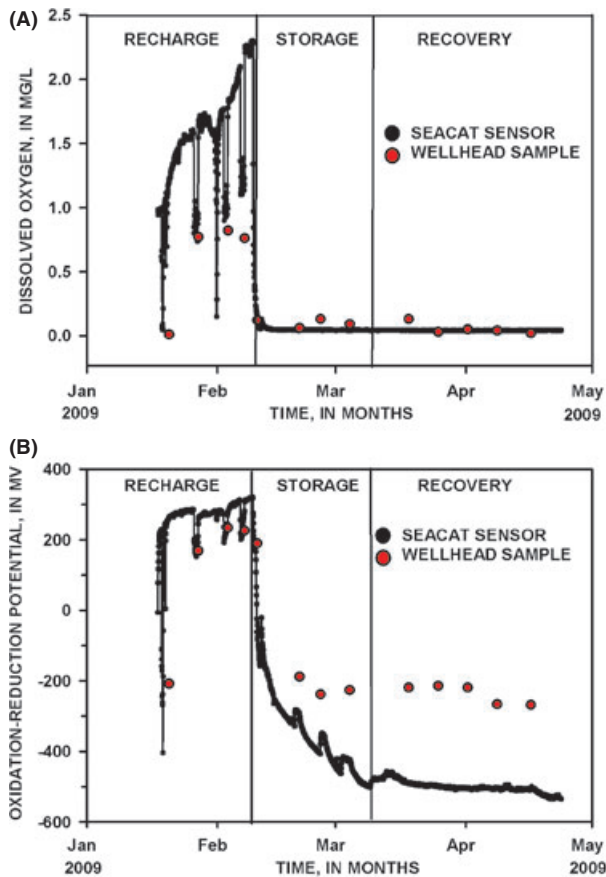 (A)
RECHARGE STORAGE RECOVERY
DISSOLVED OXYGEN, IN MG/L
2.5
2.0
1.5
1.0
0.5
0.0
SEACAT SENSOR
WELLHEAD SAMPLE
Jan Feb Mar Apr May
2009 TIME, IN MONTHS 2009
(B)
RECHARGE STORAGE RECOVERY
OXIDATION-REDUCTION POTENTIAL, IN MV
400
200
0
-200
-400
-600
SEACAT SENSOR
WELLHEAD SAMPLE
Jan Feb Mar Apr May
2009 TIME, IN MONTHS 2009